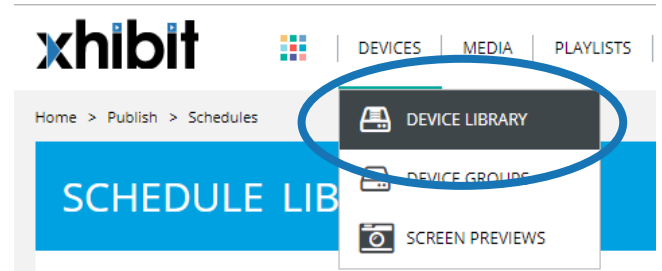 xhibit
DEVICES MEDIA PLAYLISTS
Home > Publish > Schedules
DEVICE LIBRARY
SCHEDULE LIB
DEVICE GROUPS
SCREEN PREVIEWS